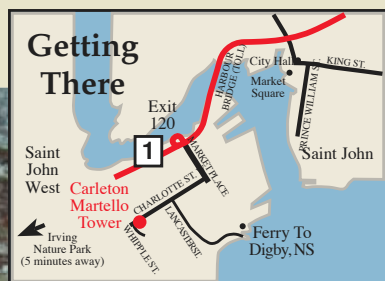 Getting
There
HARBOUR
BRIDGE (TOLL)
City Hall
KING ST.
Market
Square
PRINCE WILLIAM ST.
Exit
120
1
MARKETPLACE
Saint
John
West
Saint John
Carleton
Martello
Tower
CHARLOTTE ST.
LANCASTER ST.
WHIPPLE ST.
Irving
Nature Park
(5 minutes away)
Ferry To
Digby, NS